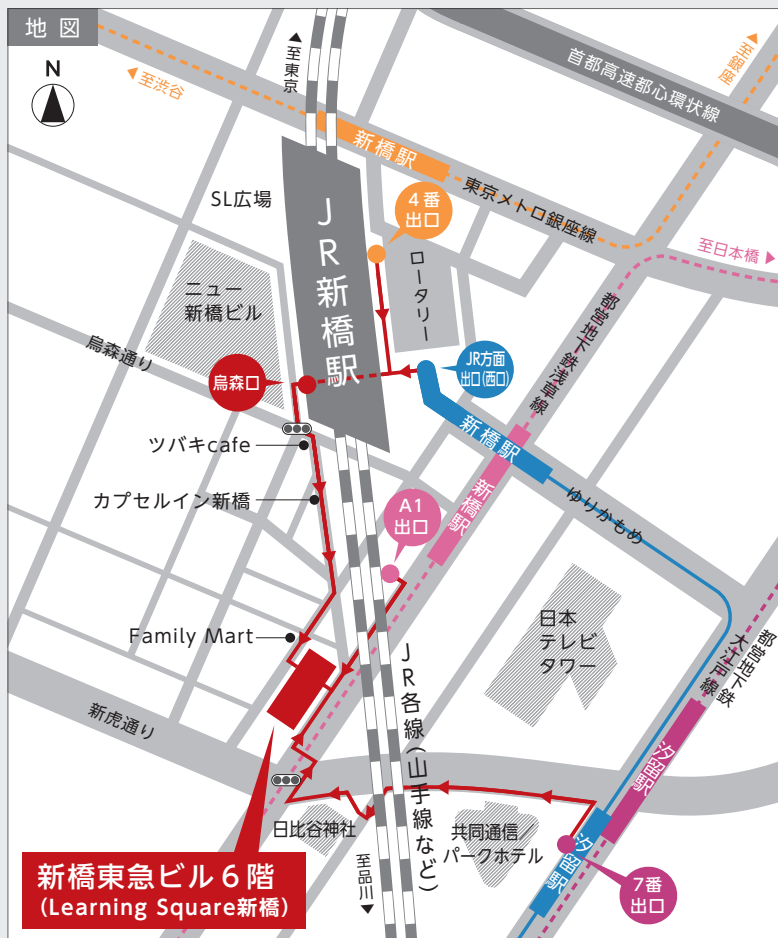 地 図
N
◀至東京
◀至渋谷
首都高速都心環状線
◀至銀座
新橋駅
東京メトロ銀座線
4番
出口
SL広場
JR新橋駅
ロータリー
至日本橋▶
ニュー
新橋ビル
都営地下鉄浅草線
烏森通り
烏森口
JR方面
出口(西口)
新橋駅
ツバキcafe
新橋駅
カプセルイン新橋
A1
出口
ゆりかもめ
日本
テレビ
タワー
Family Mart
都営地下鉄
大江戸線
JR各線(山手線など)
新虎通り
汐留駅
日比谷神社
共同通信/
パークホテル
汐留駅
至品川▶
7番
出口
新橋東急ビル6階
(Learning Square新橋)